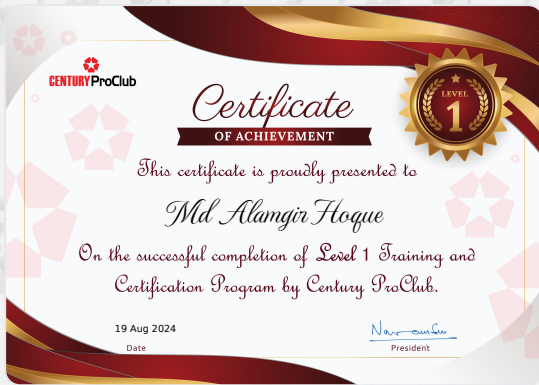 CENTURY ProClub
Certificate
OF ACHIEVEMENT
LEVEL
1
This certificate is proudly presented to
Md Alamgir Hoque
On the successful completion of Level 1 Training and
Certification Program by Century ProClub.
19 Aug 2024
Date
President